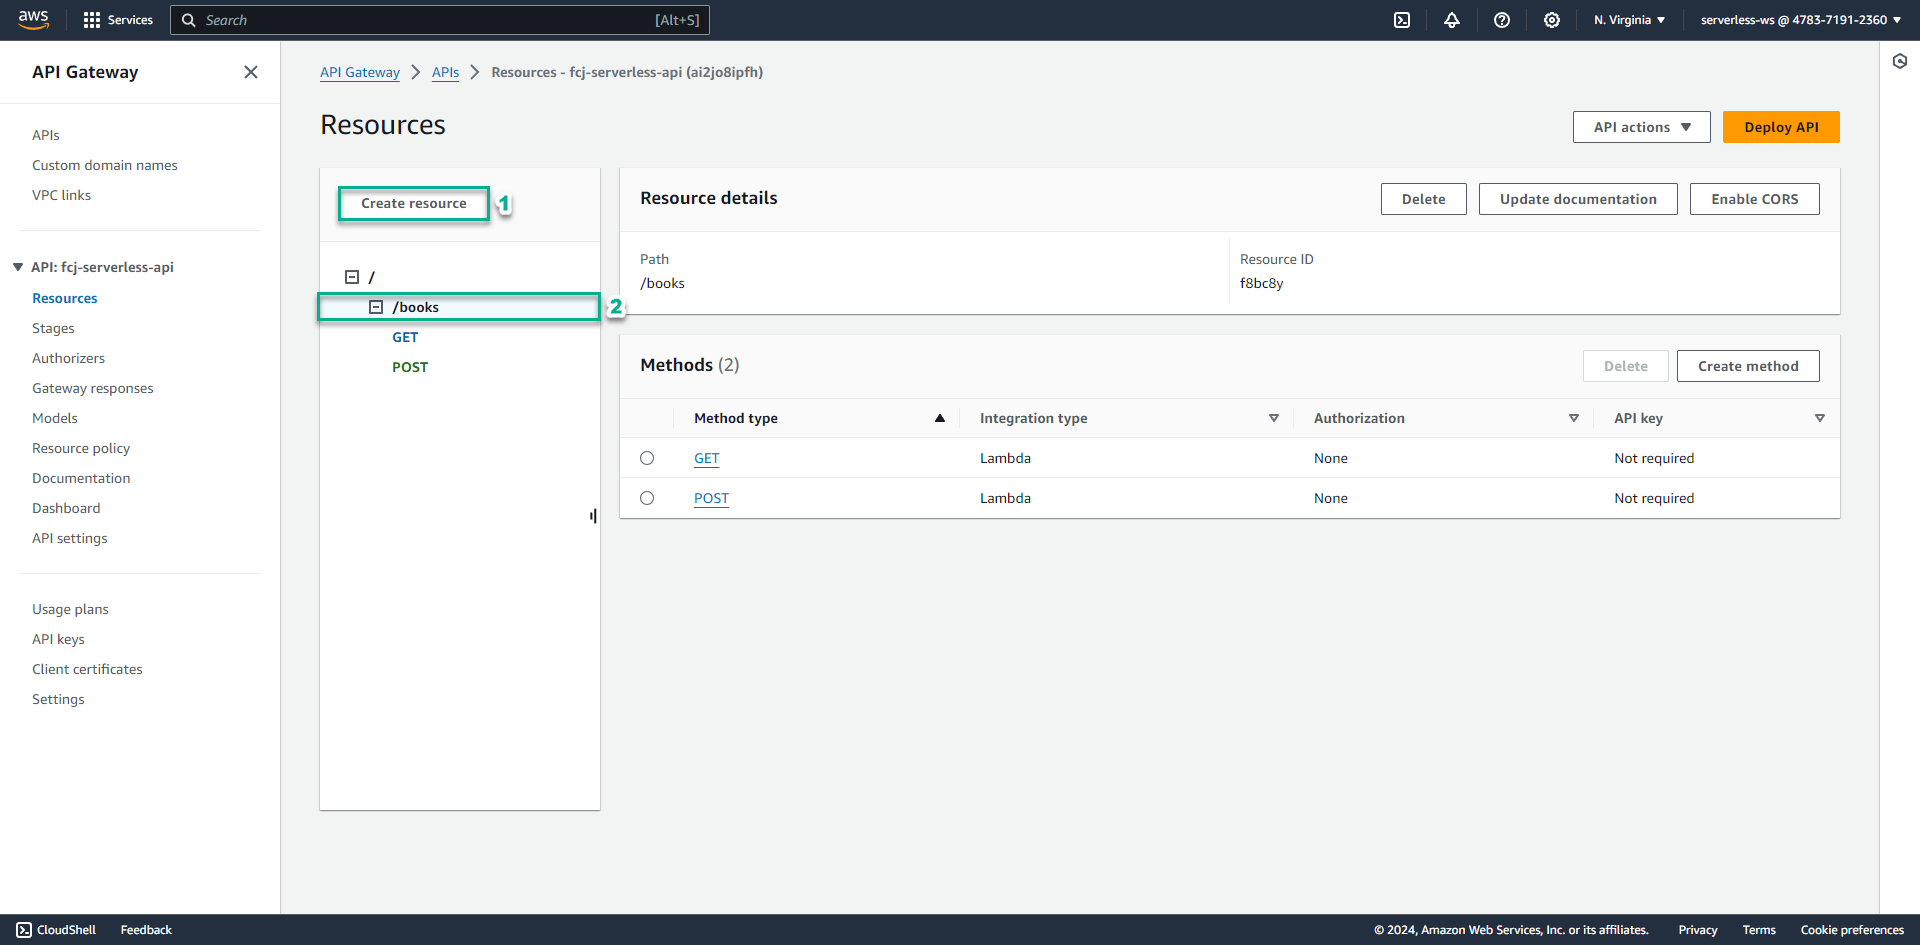 aws
Services
Search
[Alt+S]
N. Virginia
serverless-ws @ 4783-7191-2360
API Gateway
APIs
Custom domain names
VPC links
API: fcj-serverless-api
Resources
Stages
Authorizers
Gateway responses
Models
Resource policy
Documentation
Dashboard
API settings
Usage plans
API keys
Client certificates
Settings
API Gateway > APIs > Resources - fcj-serverless-api (ai2jo8ipfh)
Resources
API actions
Deploy API
Create resource 1
/
/books 2
GET
POST
Resource details
Delete
Update documentation
Enable CORS
Path
/books
Resource ID
f8bc8y
Methods (2)
Delete
Create method
Method type Integration type Authorization API key
GET Lambda None Not required
POST Lambda None Not required
CloudShell
Feedback
© 2024, Amazon Web Services, Inc. or its affiliates.
Privacy
Terms
Cookie preferences